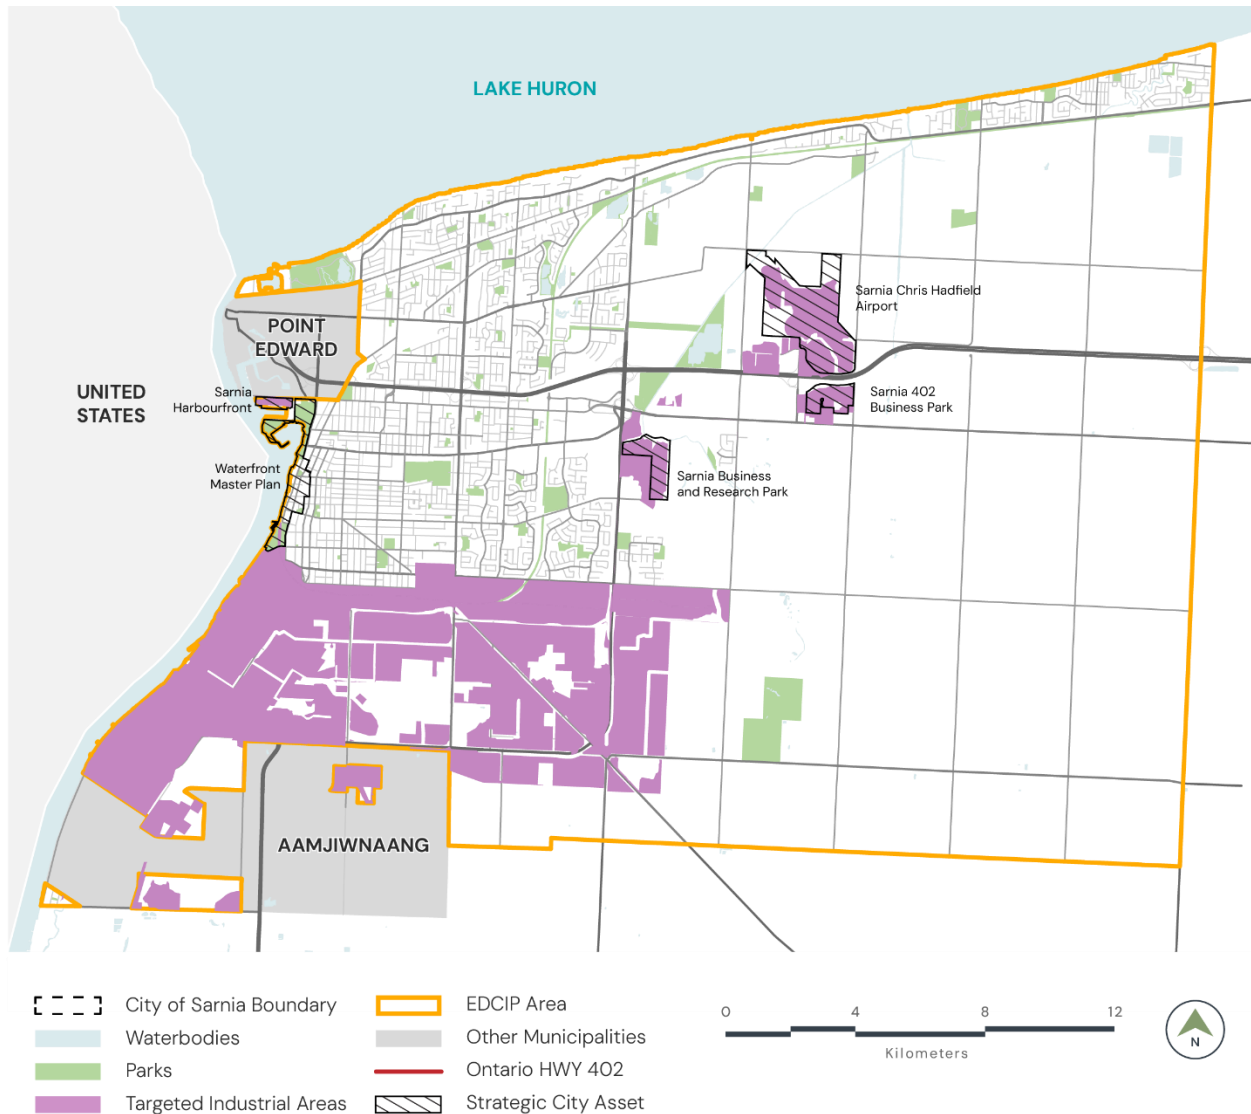 LAKE HURON
Sarnia Chris Hadfield
Airport
POINT
EDWARD
UNITED
STATES
Sarnia
Harbourfront
Sarnia 402
Business Park
Waterfront
Master Plan
Sarnia Business
and Research Park
AAMJIWNAANG
City of Sarnia Boundary
Waterbodies
Parks
Targeted Industrial Areas
EDCIP Area
Other Municipalities
Ontario HWY 402
Strategic City Asset
0 4 8 12
Kilometers
N